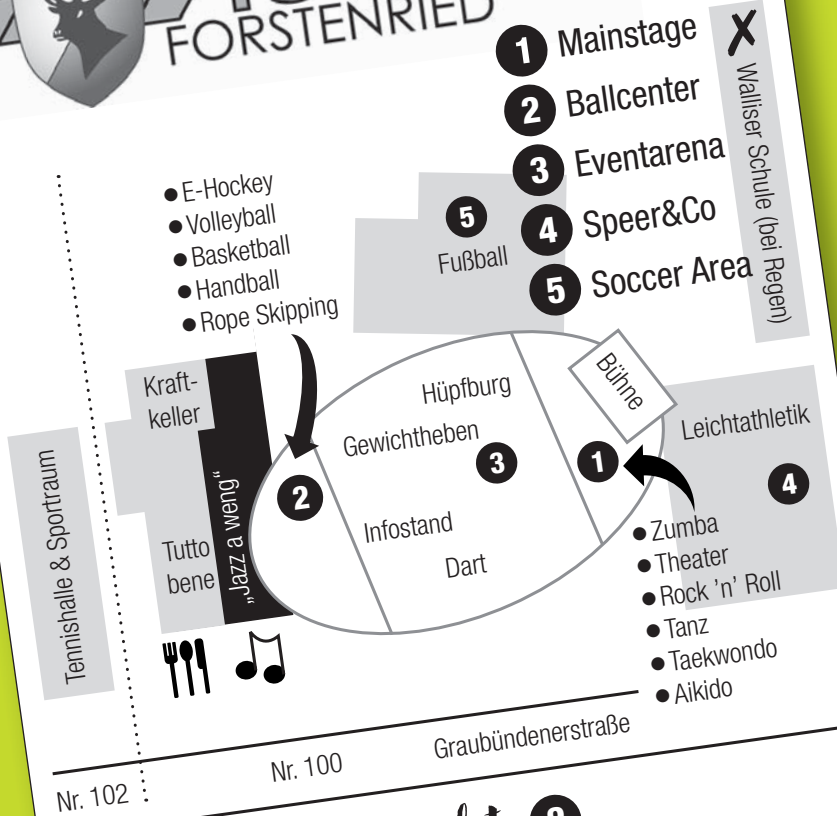 FORSTENRIED
1 Mainstage
2 Ballcenter
3 Eventarena
4 Speer&Co
5 Soccer Area
✗ Walliser Schule (bei Regen)
• E-Hockey
• Volleyball
• Basketball
• Handball
• Rope Skipping
5
Fußball
Kraft-
keller
Tutto
bene
„Jazz a weng“
Tennishalle & Sportraum
2
Hüpfburg
Gewichtheben
3
Infostand
Dart
1
Bühne
Leichtathletik
4
• Zumba
• Theater
• Rock ’n’ Roll
• Tanz
• Taekwondo
• Aikido
Graubündenerstraße
Nr. 100
Nr. 102